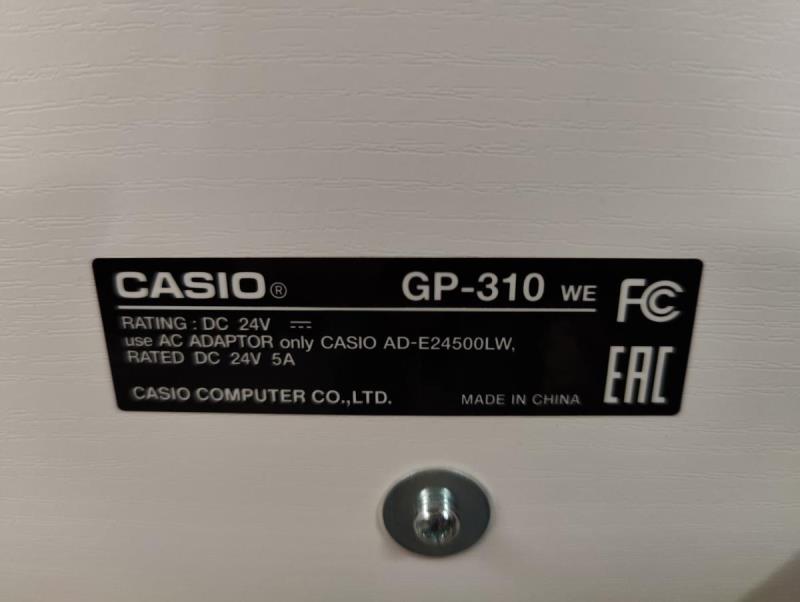 CASIO® GP-310 WE FC
RATING : DC 24V ⎓
use AC ADAPTOR only CASIO AD-E24500LW,
RATED DC 24V 5A
EAC
CASIO COMPUTER CO.,LTD. MADE IN CHINA